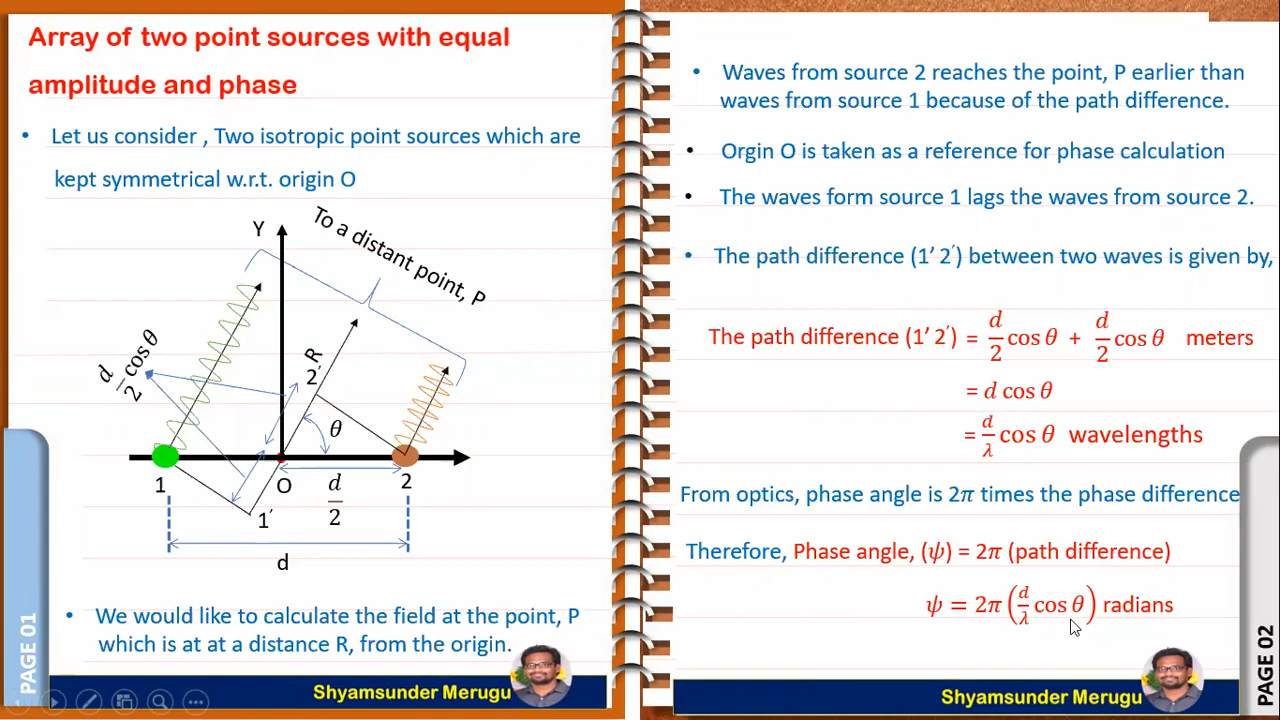 Array of two point sources with equal
amplitude and phase
• Let us consider , Two isotropic point sources which are
kept symmetrical w.r.t. origin O
Y
To a distant point, P
d/2 cosθ
R
2′
θ
1
O
d/2
2
1′
d
• We would like to calculate the field at the point, P
which is at at a distance R, from the origin.
Shyamsunder Merugu
PAGE 01
• Waves from source 2 reaches the point, P earlier than
waves from source 1 because of the path difference.
• Orgin O is taken as a reference for phase calculation
• The waves form source 1 lags the waves from source 2.
• The path difference (1′ 2′) between two waves is given by,
The path difference (1′ 2′) = d/2 cos θ + d/2 cos θ meters
= d cos θ
= d/λ cos θ wavelengths
From optics, phase angle is 2π times the phase difference
Therefore, Phase angle, (ψ) = 2π (path difference)
ψ = 2π (d/λ cos θ) radians
Shyamsunder Merugu
PAGE 02